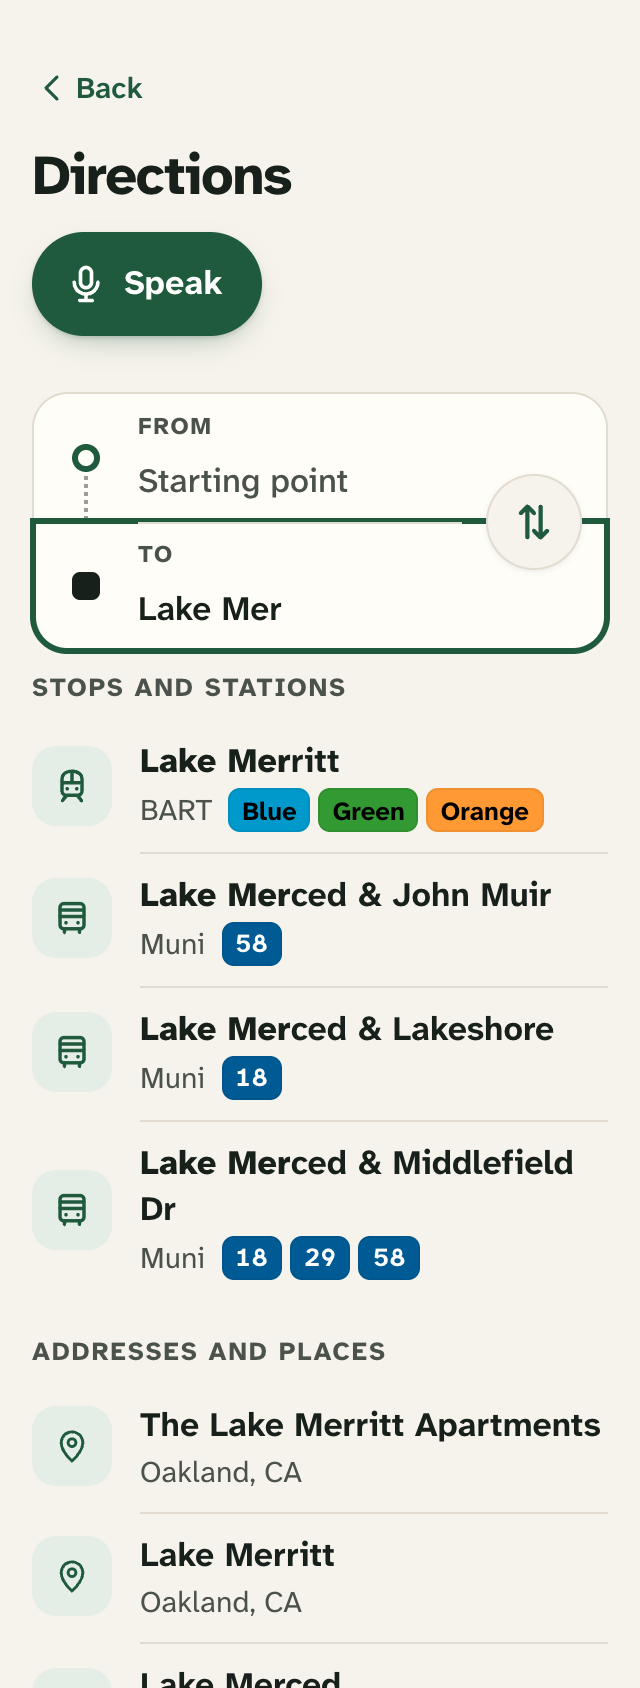 Back
Directions
Speak
FROM
Starting point
TO
Lake Mer
STOPS AND STATIONS
Lake Merritt
BART Blue Green Orange
Lake Merced & John Muir
Muni 58
Lake Merced & Lakeshore
Muni 18
Lake Merced & Middlefield
Dr
Muni 18 29 58
ADDRESSES AND PLACES
The Lake Merritt Apartments
Oakland, CA
Lake Merritt
Oakland, CA
Lake Merced